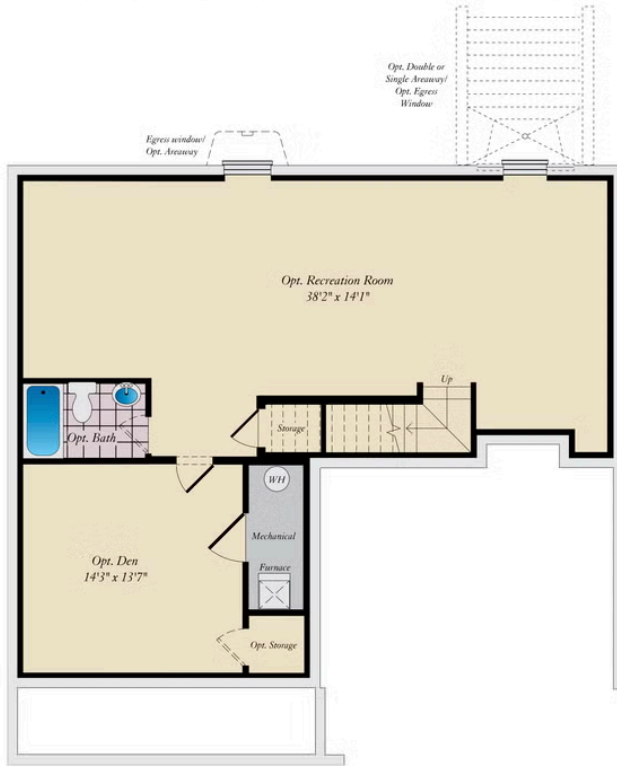 Opt. Double or
Single Areaway/
Opt. Egress
Window
Egress window/
Opt. Areaway
Opt. Recreation Room
38'2" x 14'1"
Up
Storage
Opt. Bath
WH
Mechanical
Furnace
Opt. Den
14'3" x 13'7"
Opt. Storage